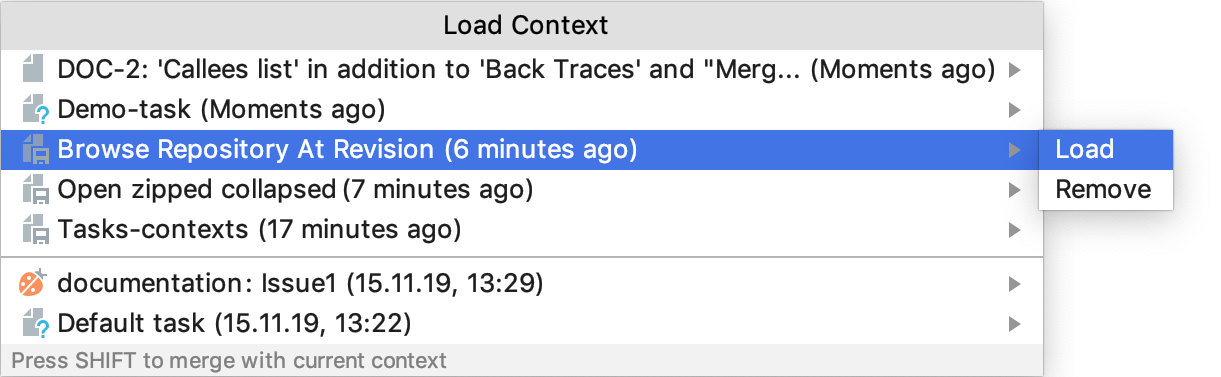 Load Context
DOC-2: 'Callees list' in addition to 'Back Traces' and "Merg... (Moments ago)
Demo-task (Moments ago)
Browse Repository At Revision (6 minutes ago)
Load
Open zipped collapsed (7 minutes ago)
Remove
Tasks-contexts (17 minutes ago)
documentation: Issue1 (15.11.19, 13:29)
Default task (15.11.19, 13:22)
Press SHIFT to merge with current context